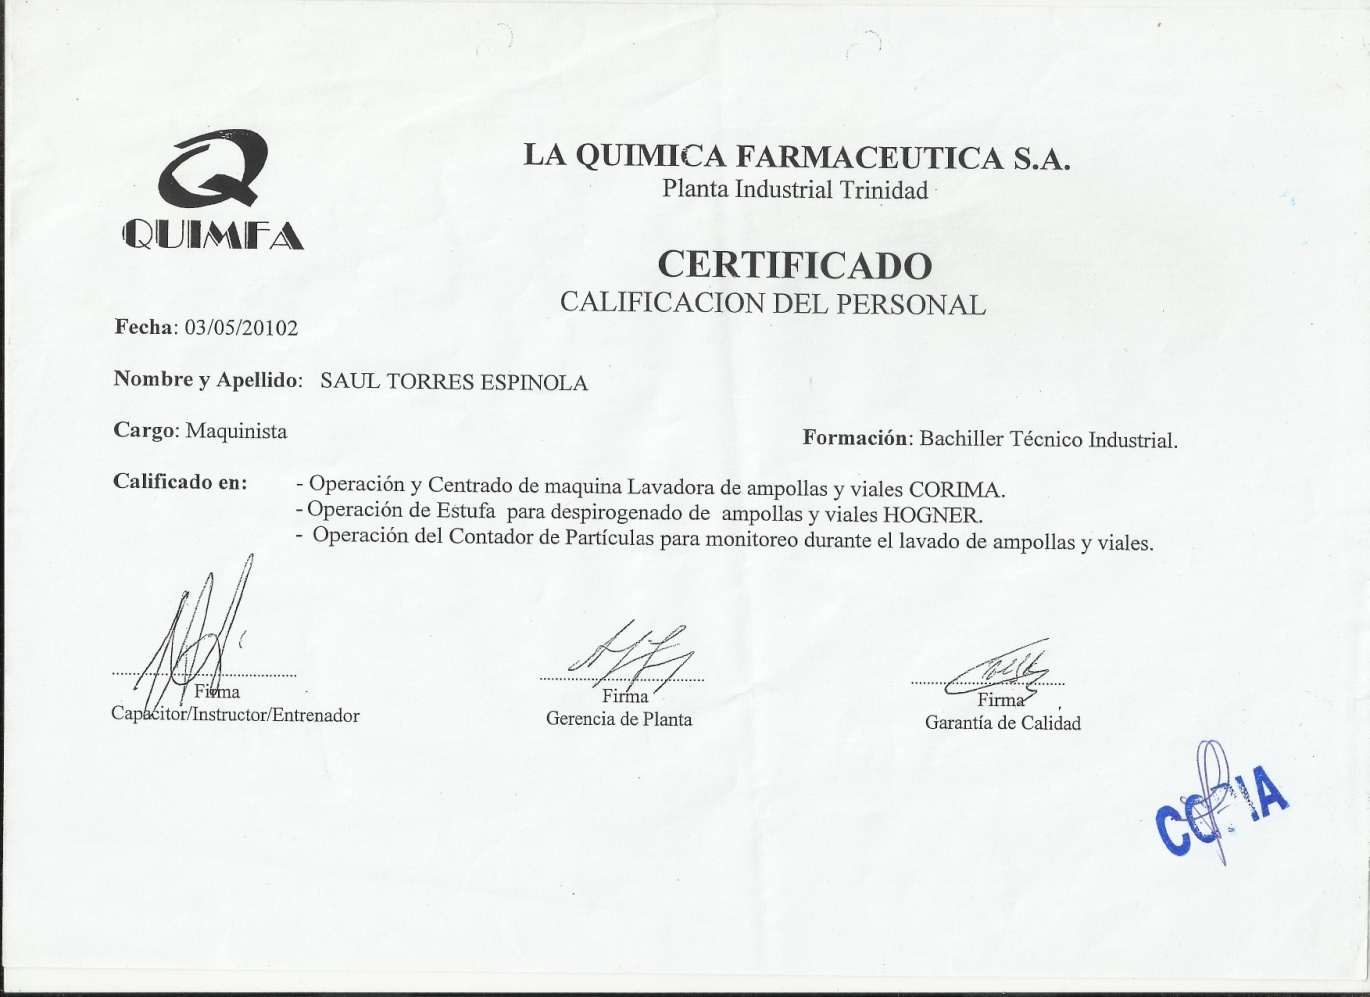 QUIMFA
LA QUIMICA FARMACEUTICA S.A.
Planta Industrial Trinidad
CERTIFICADO
CALIFICACION DEL PERSONAL
Fecha: 03/05/20102
Nombre y Apellido: SAUL TORRES ESPINOLA
Cargo: Maquinista
Formación: Bachiller Técnico Industrial.
Calificado en: - Operación y Centrado de maquina Lavadora de ampollas y viales CORIMA.
- Operación de Estufa para despirogenado de ampollas y viales HOGNER.
- Operación del Contador de Partículas para monitoreo durante el lavado de ampollas y viales.
Firma
Capacitor/Instructor/Entrenador
Firma
Gerencia de Planta
Firma
Garantía de Calidad
COPIA